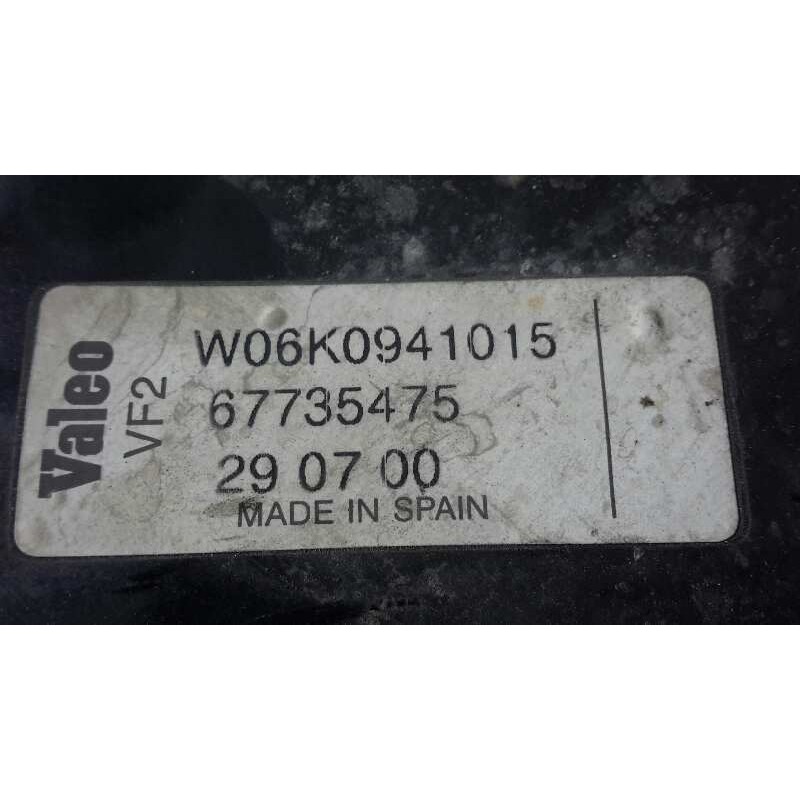 Valeo
VF2
W06K0941015
67735475
29 07 00
MADE IN SPAIN